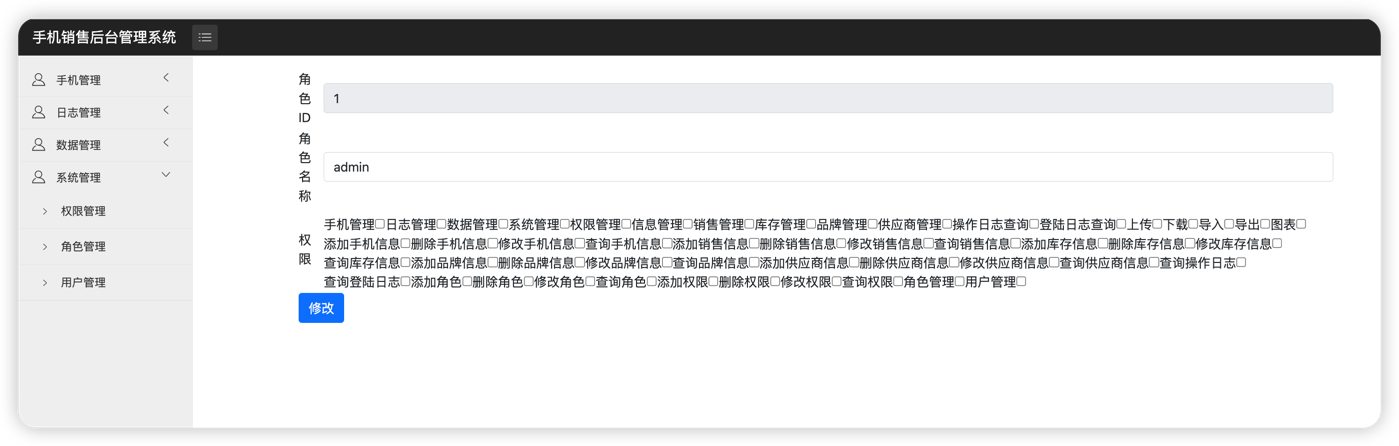 手机销售后台管理系统
手机管理
日志管理
数据管理
系统管理
权限管理
角色管理
用户管理
角
色
ID
1
角
色
名
称
admin
权
限
手机管理 日志管理 数据管理 系统管理 权限管理 信息管理 销售管理 库存管理 品牌管理 供应商管理 操作日志查询 登陆日志查询 上传 下载 导入 导出 图表
添加手机信息 删除手机信息 修改手机信息 查询手机信息 添加销售信息 删除销售信息 修改销售信息 查询销售信息 添加库存信息 删除库存信息 修改库存信息
查询库存信息 添加品牌信息 删除品牌信息 修改品牌信息 查询品牌信息 添加供应商信息 删除供应商信息 修改供应商信息 查询供应商信息 查询操作日志
查询登陆日志 添加角色 删除角色 修改角色 查询角色 添加权限 删除权限 修改权限 查询权限 角色管理 用户管理
修改